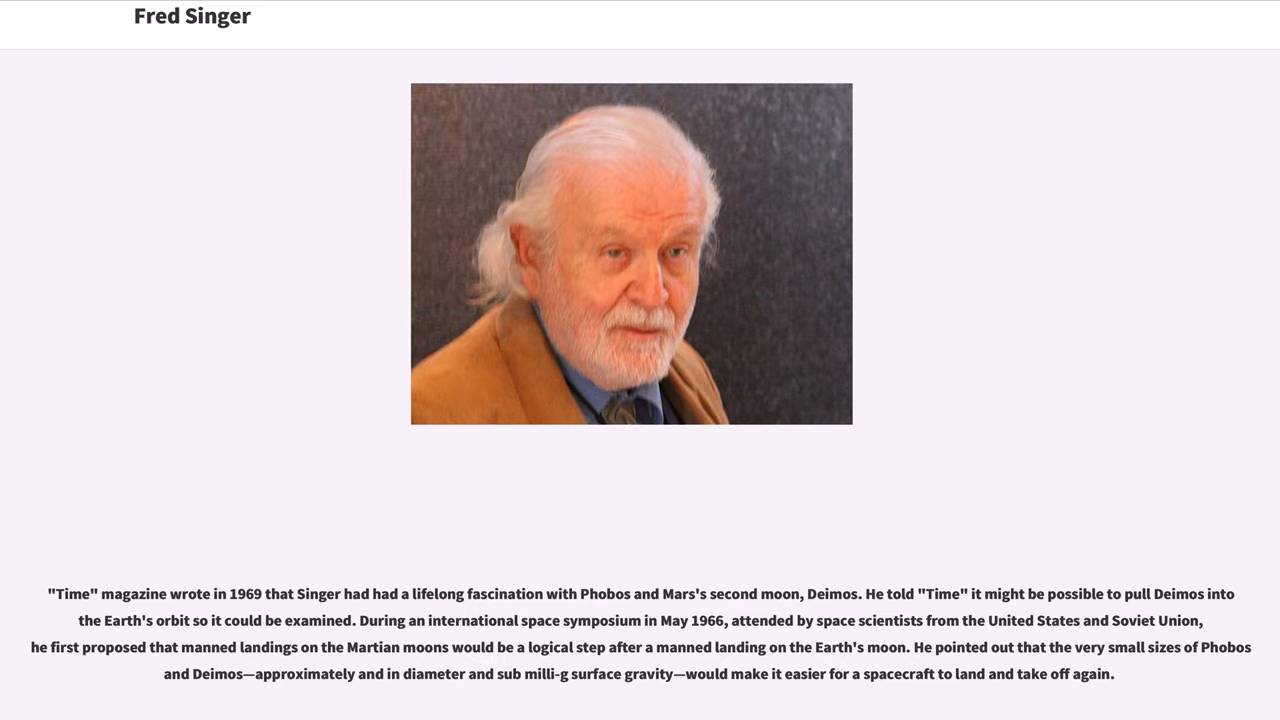 Fred Singer
"Time" magazine wrote in 1969 that Singer had had a lifelong fascination with Phobos and Mars's second moon, Deimos. He told "Time" it might be possible to pull Deimos into
the Earth's orbit so it could be examined. During an international space symposium in May 1966, attended by space scientists from the United States and Soviet Union,
he first proposed that manned landings on the Martian moons would be a logical step after a manned landing on the Earth's moon. He pointed out that the very small sizes of Phobos
and Deimos—approximately and in diameter and sub milli-g surface gravity—would make it easier for a spacecraft to land and take off again.